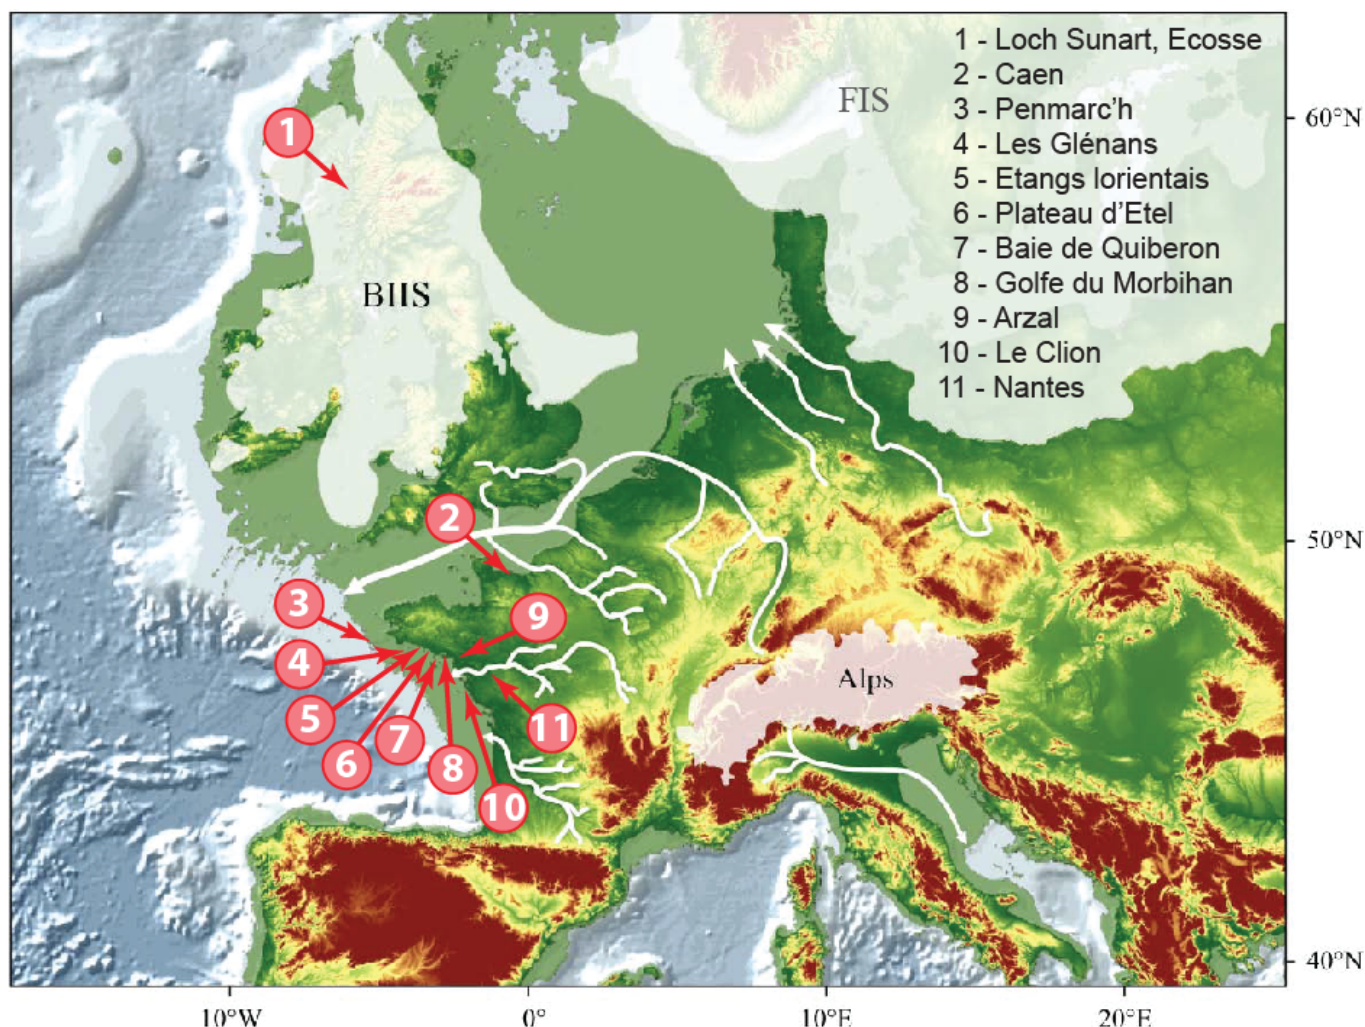 1 - Loch Sunart, Ecosse
2 - Caen
3 - Penmarc'h
4 - Les Glénans
5 - Etangs lorientais
6 - Plateau d'Etel
7 - Baie de Quiberon
8 - Golfe du Morbihan
9 - Arzal
10 - Le Clion
11 - Nantes
FIS
60°N
1
BIIS
2
50°N
3
9
4
Alps
5
11
7
6
8
10
40°N
10°W
0°
10°E
20°E